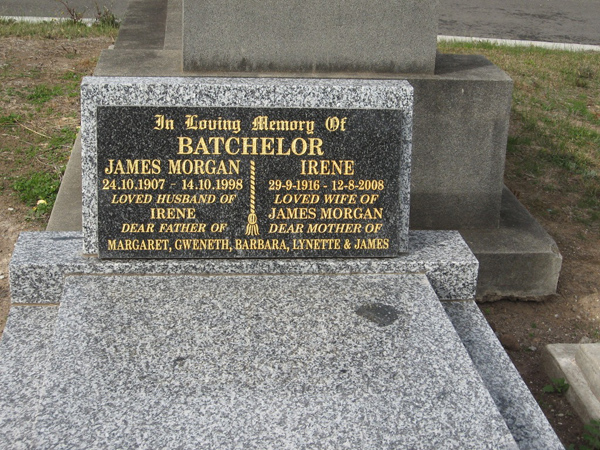 In Loving Memory Of
BATCHELOR
JAMES MORGAN
24.10.1907 - 14.10.1998
LOVED HUSBAND OF
IRENE
DEAR FATHER OF
IRENE
29-9-1916 - 12-8-2008
LOVED WIFE OF
JAMES MORGAN
DEAR MOTHER OF
MARGARET, GWENETH, BARBARA, LYNETTE & JAMES